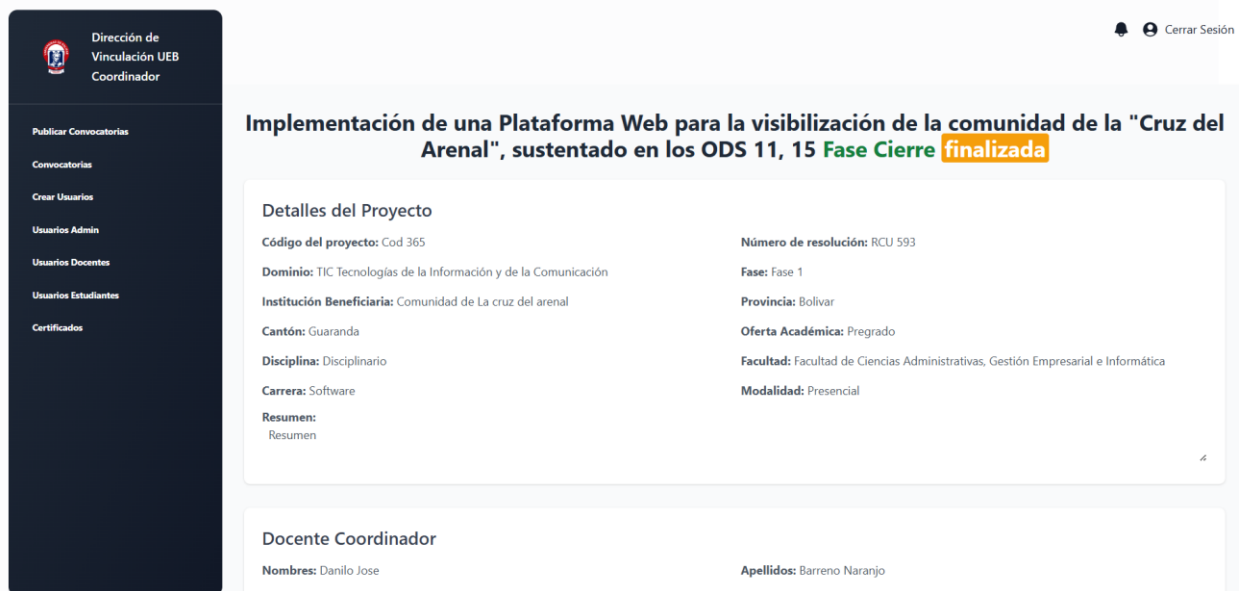 Dirección de
Vinculación UEB
Coordinador
Cerrar Sesión
Publicar Convocatorias
Convocatorias
Crear Usuarios
Usuarios Admin
Usuarios Docentes
Usuarios Estudiantes
Certificados
Implementación de una Plataforma Web para la visibilización de la comunidad de la "Cruz del
Arenal", sustentado en los ODS 11, 15 Fase Cierre finalizada
Detalles del Proyecto
Código del proyecto: Cod 365
Número de resolución: RCU 593
Dominio: TIC Tecnologías de la Información y de la Comunicación
Fase: Fase 1
Institución Beneficiaria: Comunidad de La cruz del arenal
Provincia: Bolivar
Cantón: Guaranda
Oferta Académica: Pregrado
Disciplina: Disciplinario
Facultad: Facultad de Ciencias Administrativas, Gestión Empresarial e Informática
Carrera: Software
Modalidad: Presencial
Resumen:
Resumen
Docente Coordinador
Nombres: Danilo Jose
Apellidos: Barreno Naranjo